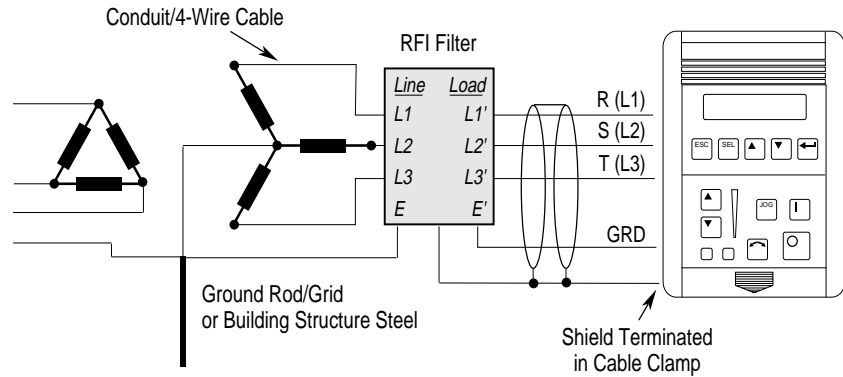 Conduit/4-Wire Cable
RFI Filter
Line Load
L1 L1'
L2 L2'
L3 L3'
E E'
R (L1)
S (L2)
T (L3)
GRD
ESC SEL
JOG
Ground Rod/Grid
or Building Structure Steel
Shield Terminated
in Cable Clamp